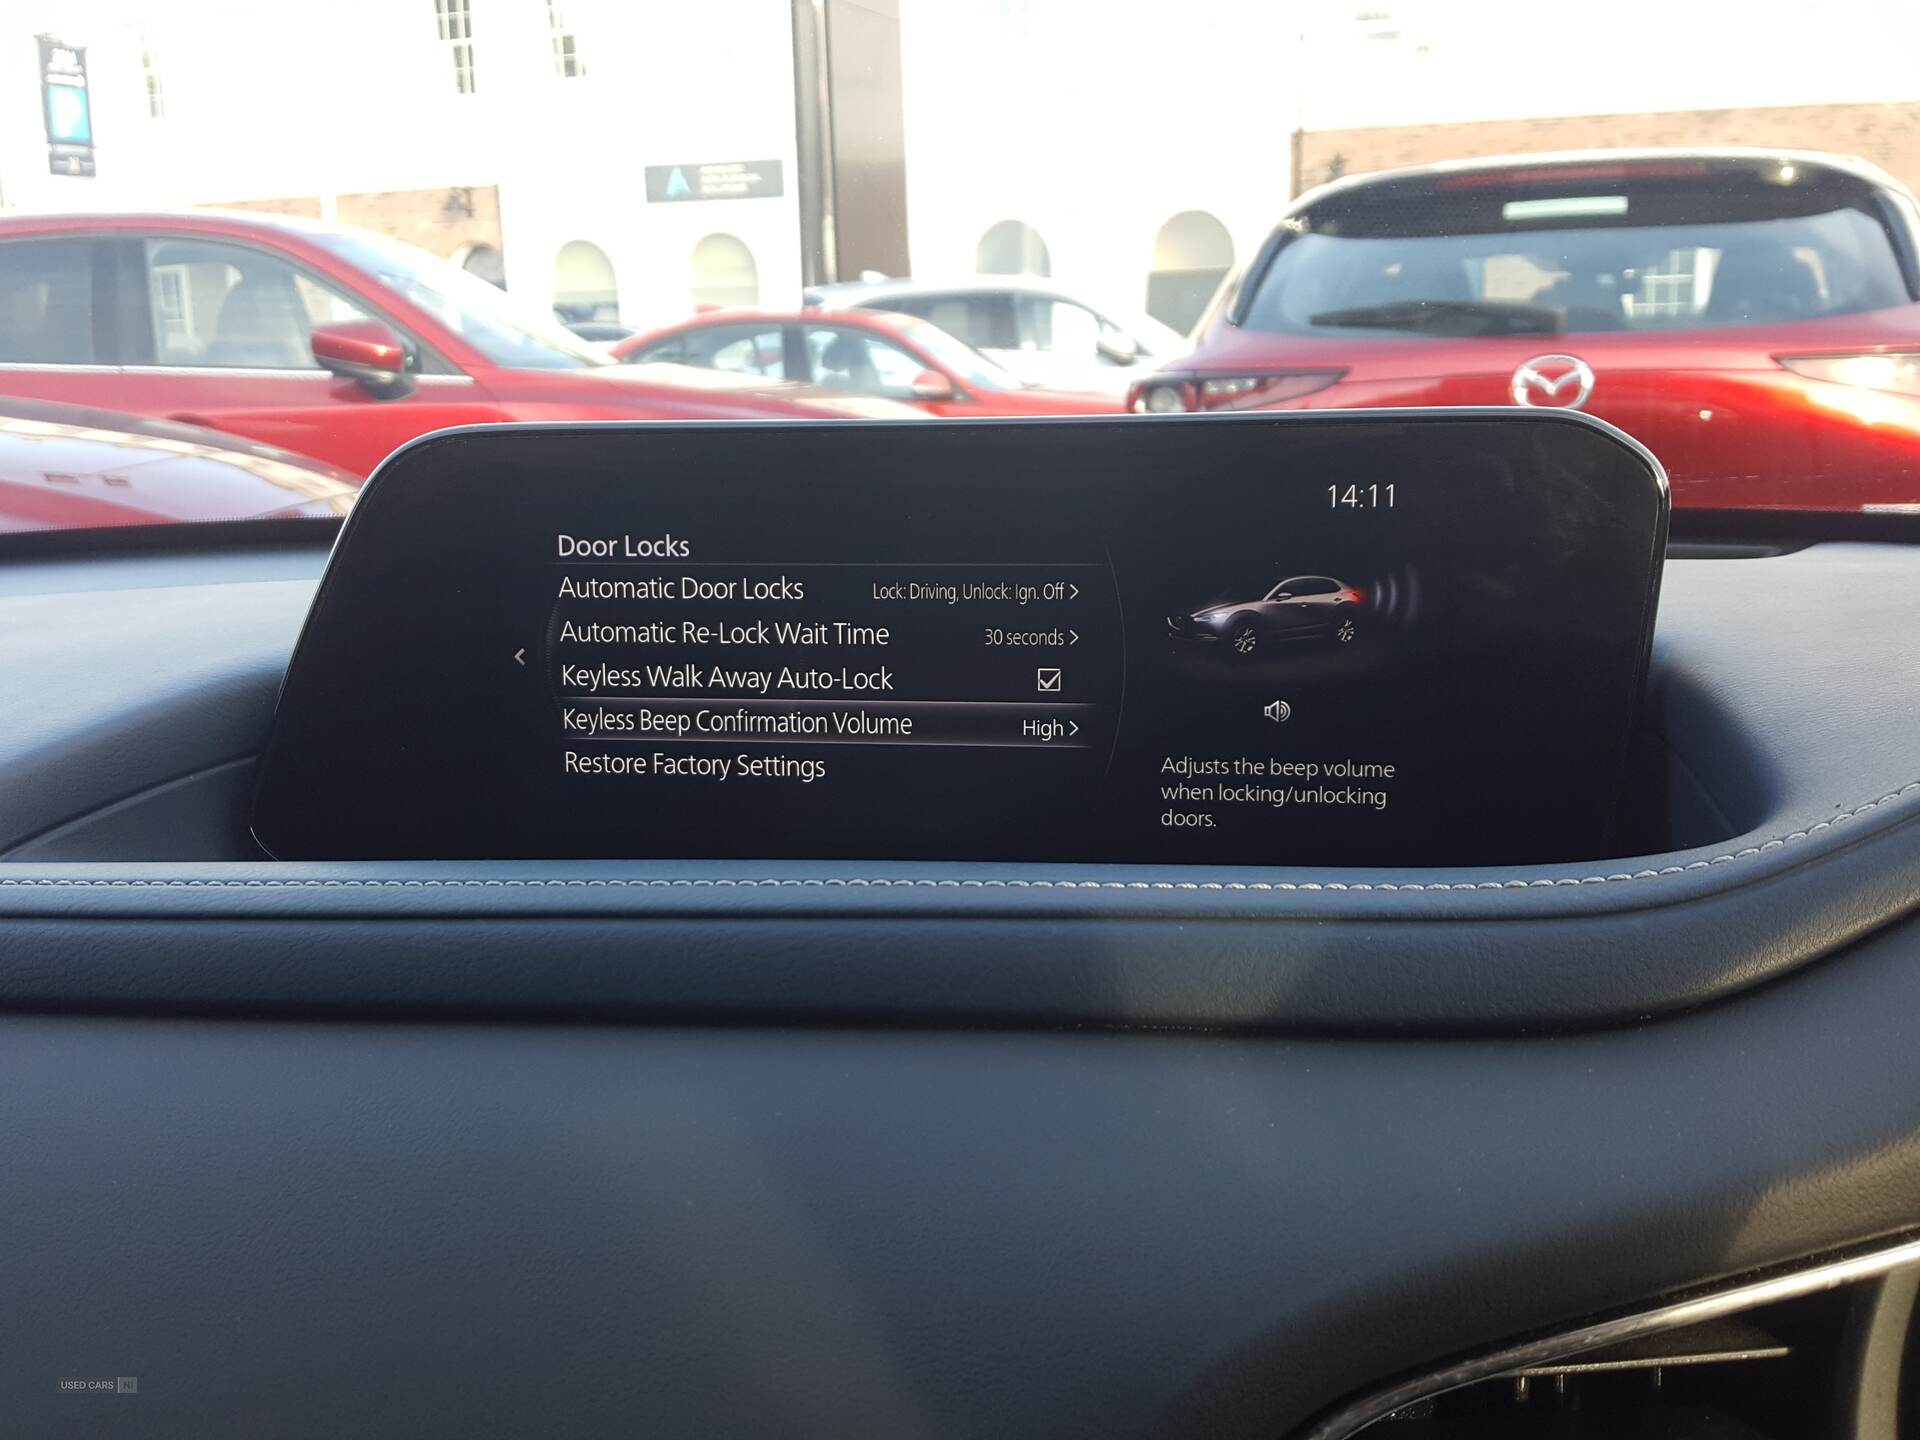 14:11
Door Locks
Automatic Door Locks Lock: Driving, Unlock: Ign. Off >
Automatic Re-Lock Wait Time 30 seconds >
Keyless Walk Away Auto-Lock
Keyless Beep Confirmation Volume High >
Restore Factory Settings
Adjusts the beep volume
when locking/unlocking
doors.
USED CARS NI